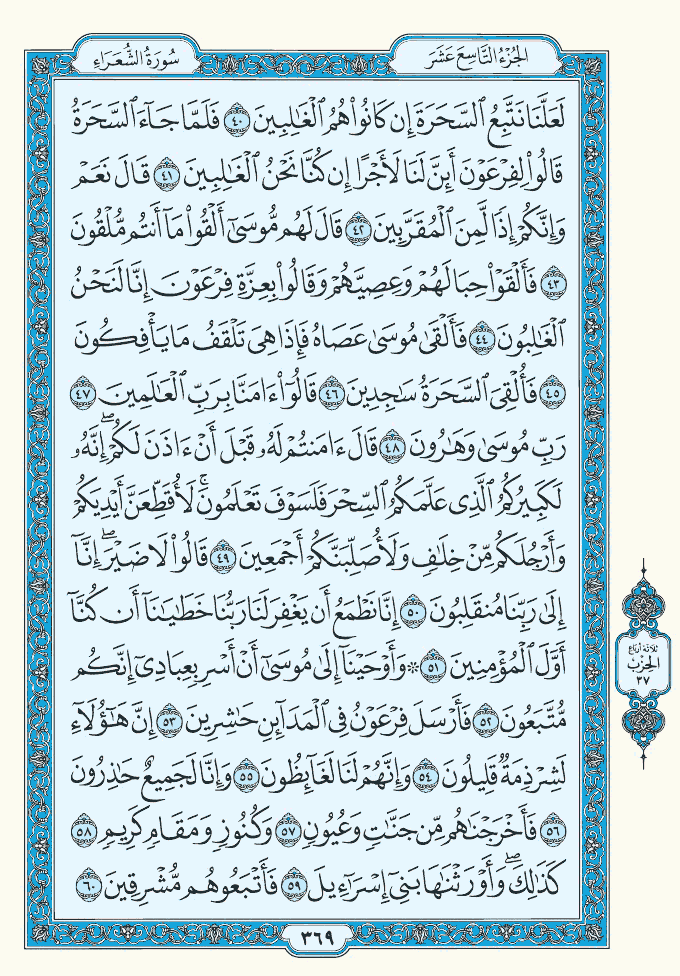 الجُزْءُ التَّاسِعَ عَشَرَ
سُورَةُ الشُّعَرَاءِ
لَعَلَّنَا نَتَّبِعُ ٱلسَّحَرَةَ إِن كَانُوا۟ هُمُ ٱلْغَٰلِبِينَ ٤٠ فَلَمَّا جَآءَ ٱلسَّحَرَةُ
قَالُوا۟ لِفِرْعَوْنَ أَئِنَّ لَنَا لَأَجْرًا إِن كُنَّا نَحْنُ ٱلْغَٰلِبِينَ ٤١ قَالَ نَعَمْ
وَإِنَّكُمْ إِذًا لَّمِنَ ٱلْمُقَرَّبِينَ ٤٢ قَالَ لَهُم مُّوسَىٰٓ أَلْقُوا۟ مَآ أَنتُم مُّلْقُونَ
٤٣ فَأَلْقَوْا۟ حِبَالَهُمْ وَعِصِيَّهُمْ وَقَالُوا۟ بِعِزَّةِ فِرْعَوْنَ إِنَّا لَنَحْنُ
ٱلْغَٰلِبُونَ ٤٤ فَأَلْقَىٰ مُوسَىٰ عَصَاهُ فَإِذَا هِىَ تَلْقَفُ مَا يَأْفِكُونَ
٤٥ فَأُلْقِىَ ٱلسَّحَرَةُ سَٰجِدِينَ ٤٦ قَالُوٓا۟ ءَامَنَّا بِرَبِّ ٱلْعَٰلَمِينَ ٤٧
رَبِّ مُوسَىٰ وَهَٰرُونَ ٤٨ قَالَ ءَامَنتُمْ لَهُۥ قَبْلَ أَنْ ءَاذَنَ لَكُمْ ۖ إِنَّهُۥ
لَكَبِيرُكُمُ ٱلَّذِى عَلَّمَكُمُ ٱلسِّحْرَ فَلَسَوْفَ تَعْلَمُونَ ۚ لَأُقَطِّعَنَّ أَيْدِيَكُمْ
وَأَرْجُلَكُم مِّنْ خِلَٰفٍ وَلَأُصَلِّبَنَّكُمْ أَجْمَعِينَ ٤٩ قَالُوا۟ لَا ضَيْرَ ۖ إِنَّآ
إِلَىٰ رَبِّنَا مُنقَلِبُونَ ٥٠ إِنَّا نَطْمَعُ أَن يَغْفِرَ لَنَا رَبُّنَا خَطَٰيَٰنَآ أَن كُنَّآ
أَوَّلَ ٱلْمُؤْمِنِينَ ٥١ ۞ وَأَوْحَيْنَآ إِلَىٰ مُوسَىٰٓ أَنْ أَسْرِ بِعِبَادِىٓ إِنَّكُم
مُّتَّبَعُونَ ٥٢ فَأَرْسَلَ فِرْعَوْنُ فِى ٱلْمَدَآئِنِ حَٰشِرِينَ ٥٣ إِنَّ هَٰٓؤُلَآءِ
لَشِرْذِمَةٌ قَلِيلُونَ ٥٤ وَإِنَّهُمْ لَنَا لَغَآئِظُونَ ٥٥ وَإِنَّا لَجَمِيعٌ حَٰذِرُونَ
٥٦ فَأَخْرَجْنَٰهُم مِّن جَنَّٰتٍ وَعُيُونٍ ٥٧ وَكُنُوزٍ وَمَقَامٍ كَرِيمٍ ٥٨
كَذَٰلِكَ ۖ وَأَوْرَثْنَٰهَا بَنِىٓ إِسْرَٰٓءِيلَ ٥٩ فَأَتْبَعُوهُم مُّشْرِقِينَ ٦٠
ثلاثة أرباع
الحزب
٣٧
٣٦٩